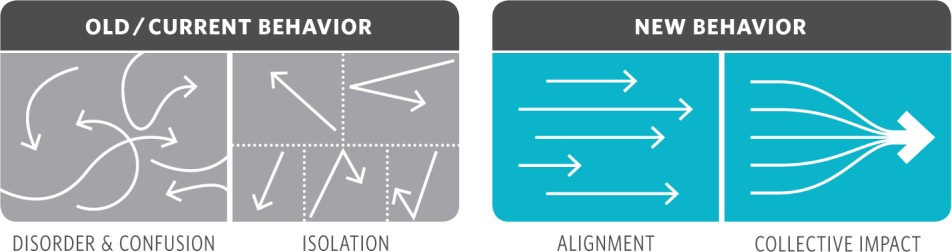 OLD / CURRENT BEHAVIOR
NEW BEHAVIOR
DISORDER & CONFUSION
ISOLATION
ALIGNMENT
COLLECTIVE IMPACT